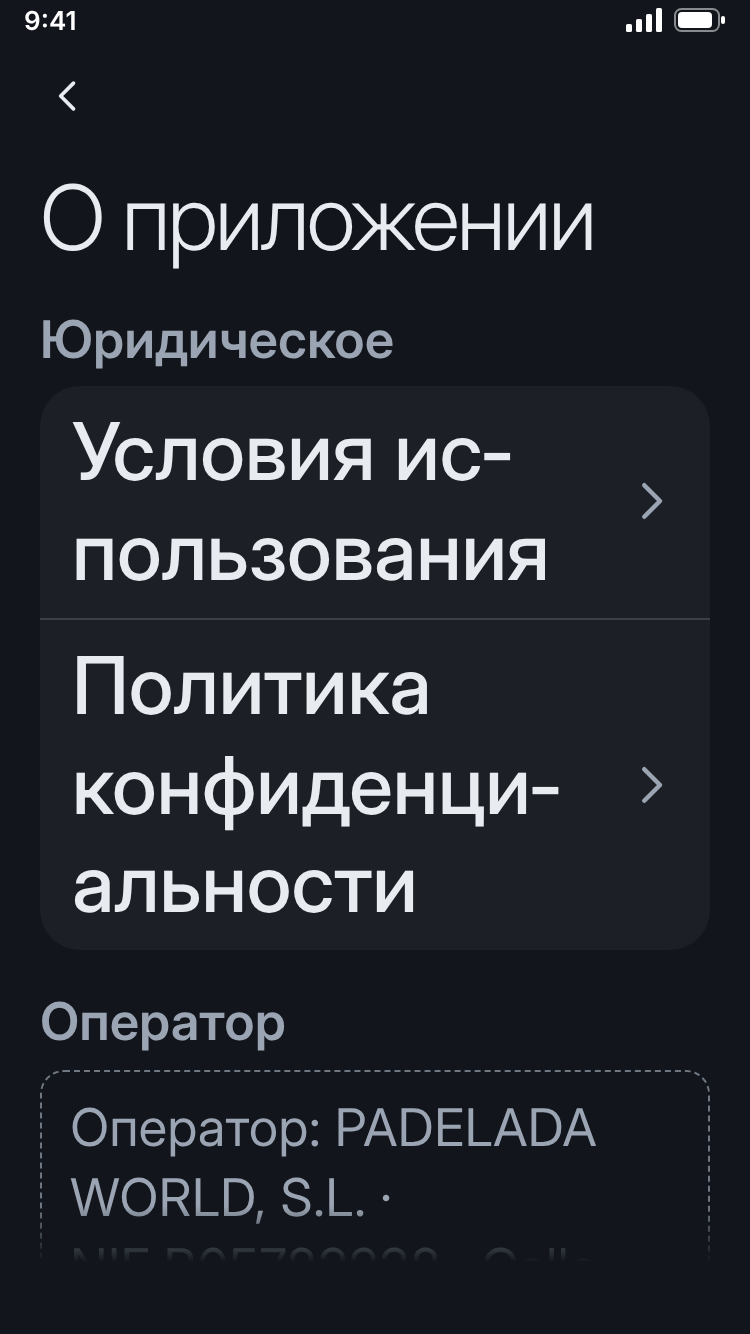 9:41
О приложении
Юридическое
Условия ис-
пользования
Политика
конфиденци-
альности
Оператор
Оператор: PADELADA
WORLD, S.L. ·